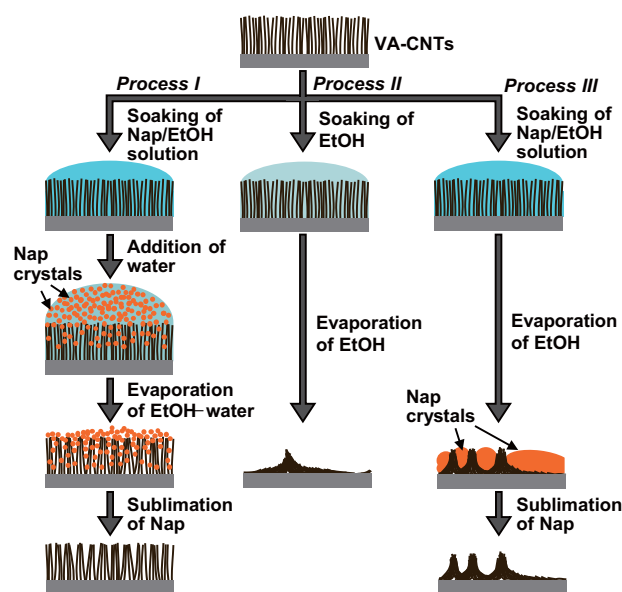 VA-CNTs
Process I
Process II
Process III
Soaking of
Nap/EtOH
solution
Soaking of
EtOH
Soaking of
Nap/EtOH
solution
Addition of
water
Nap
crystals
Evaporation
of EtOH
Evaporation
of EtOH
Evaporation
of EtOH–water
Nap
crystals
Sublimation
of Nap
Sublimation
of Nap